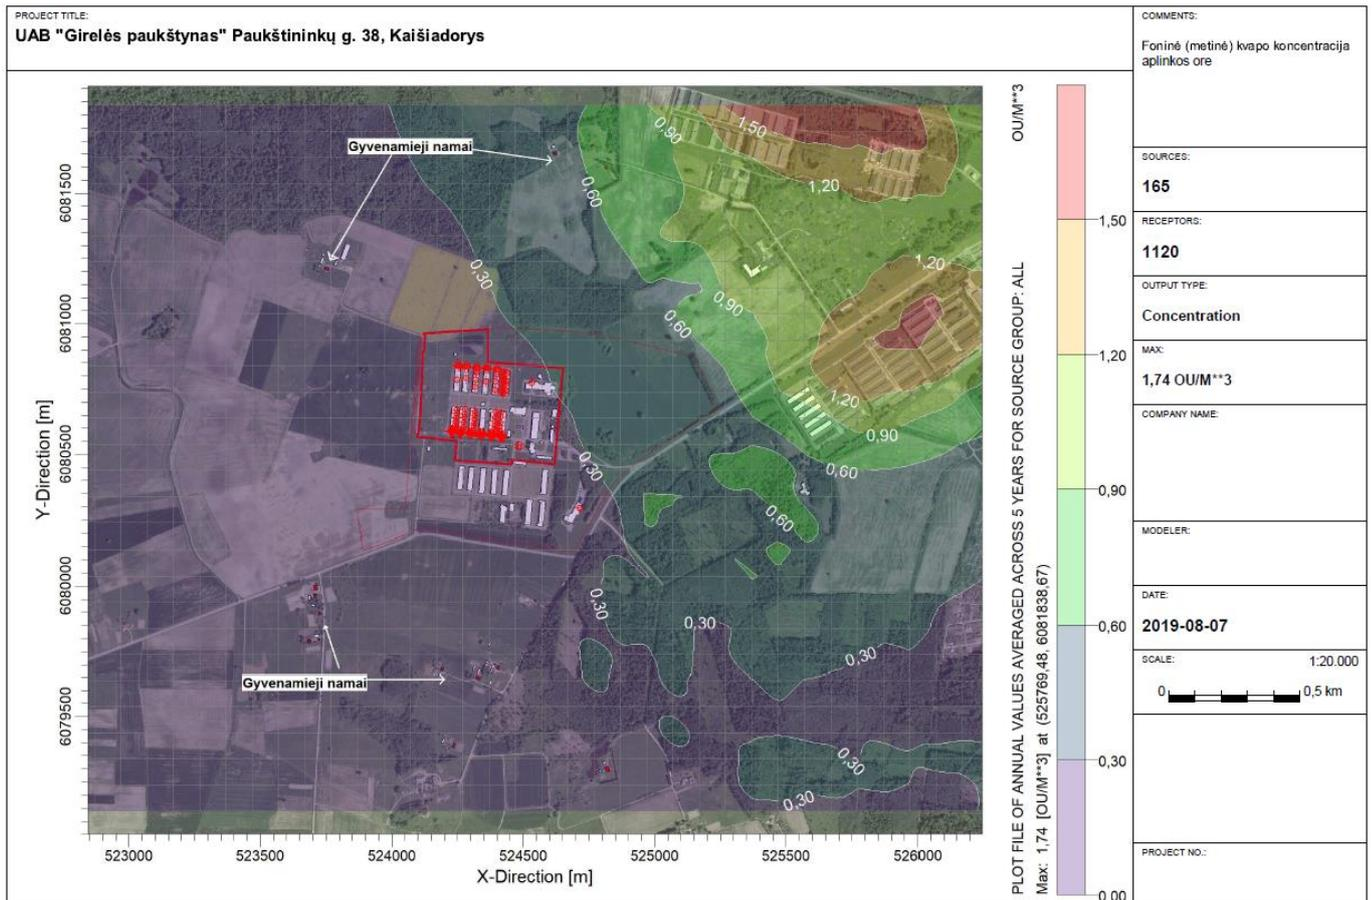 PROJECT TITLE:
UAB "Girelės paukštynas" Paukštininkų g. 38, Kaišiadorys
Gyvenamieji namai
0,90
1,50
1,20
0,60
0,30
1,20
0,90
0,60
1,20
0,90
0,60
0,30
0,60
0,30
0,30
0,30
Gyvenamieji namai
0,30
0,30
6081500
6081000
6080500
6080000
6079500
Y-Direction [m]
523000 523500 524000 524500 525000 525500 526000
X-Direction [m]
PLOT FILE OF ANNUAL VALUES AVERAGED ACROSS 5 YEARS FOR SOURCE GROUP: ALL
OU/M**3
Max: 1,74 [OU/M**3] at (525769,48, 6081838,67)
1,50
1,20
0,90
0,60
0,30
0,00
COMMENTS:
Foninė (metinė) kvapo koncentracija
aplinkos ore
SOURCES:
165
RECEPTORS:
1120
OUTPUT TYPE:
Concentration
MAX:
1,74 OU/M**3
COMPANY NAME:
MODELER:
DATE:
2019-08-07
SCALE:
1:20.000
0 0,5 km
PROJECT NO.: